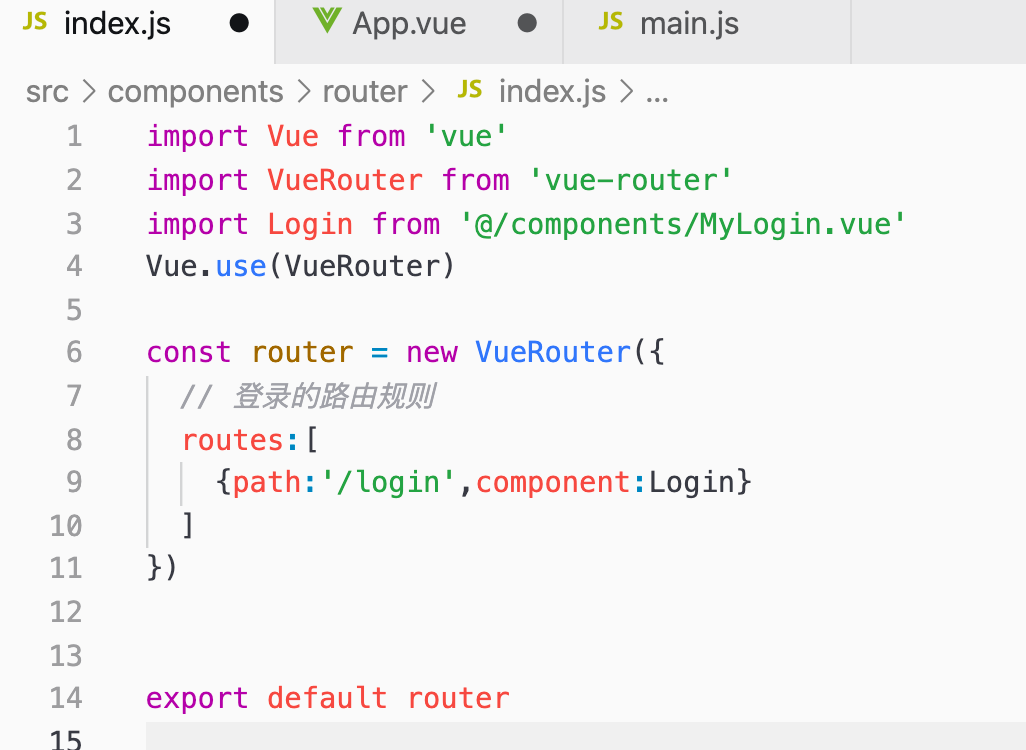 JS index.js ● App.vue ● JS main.js
src > components > router > JS index.js > ...
1 import Vue from 'vue'
2 import VueRouter from 'vue-router'
3 import Login from '@/components/MyLogin.vue'
4 Vue.use(VueRouter)
5
6 const router = new VueRouter({
7   // 登录的路由规则
8   routes:[
9     {path:'/login',component:Login}
10   ]
11 })
12
13
14 export default router
15